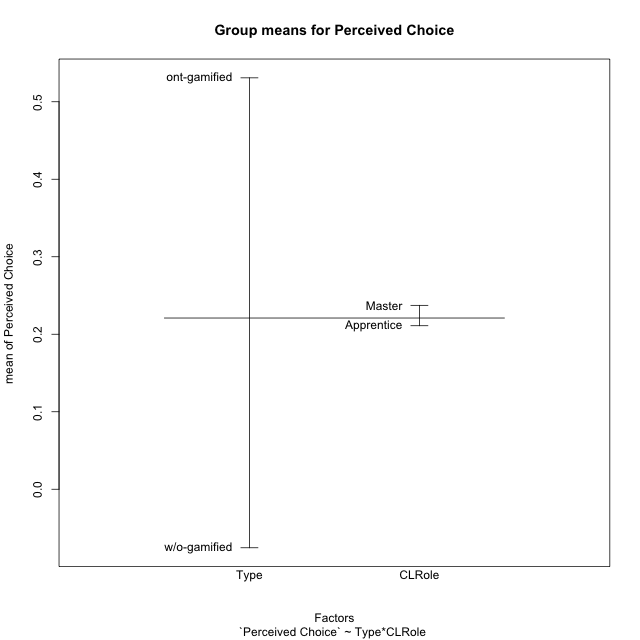 Group means for Perceived Choice
mean of Perceived Choice
0.5
0.4
0.3
0.2
0.1
0.0
ont-gamified
w/o-gamified
Master
Apprentice
Type
CLRole
Factors
`Perceived Choice` ~ Type*CLRole